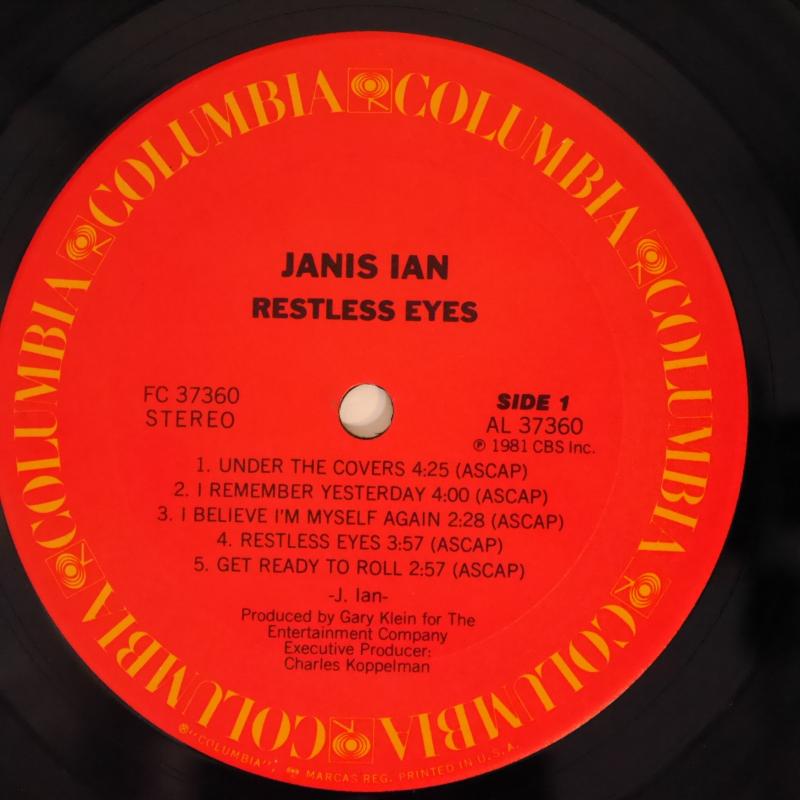 COLUMBIA COLUMBIA COLUMBIA COLUMBIA COLUMBIA COLUMBIA COLUMBIA
JANIS IAN
RESTLESS EYES
FC 37360
STEREO
SIDE 1
AL 37360
℗ 1981 CBS Inc.
1. UNDER THE COVERS 4:25 (ASCAP)
2. I REMEMBER YESTERDAY 4:00 (ASCAP)
3. I BELIEVE I'M MYSELF AGAIN 2:28 (ASCAP)
4. RESTLESS EYES 3:57 (ASCAP)
5. GET READY TO ROLL 2:57 (ASCAP)
-J. Ian-
Produced by Gary Klein for The
Entertainment Company
Executive Producer:
Charles Koppelman
®"COLUMBIA", MARCAS REG. PRINTED IN U.S.A.